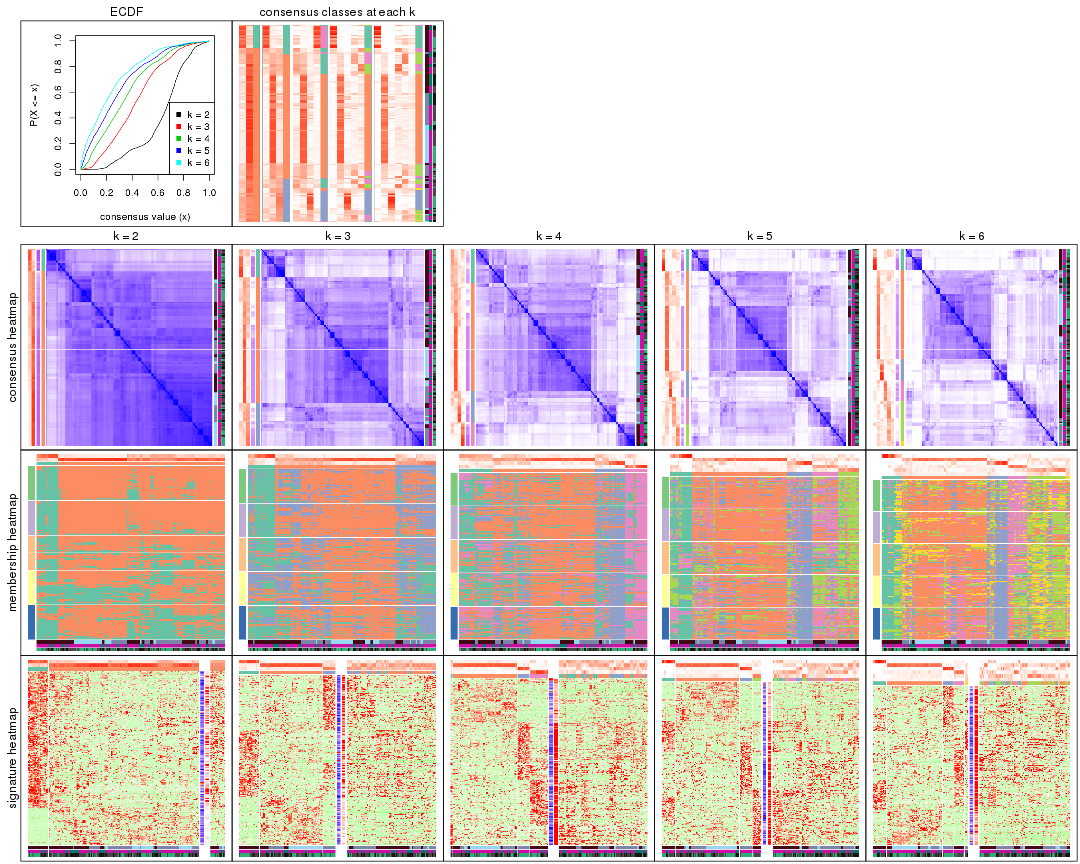 ECDF
consensus classes at each k
P(X <= x)
1.0
0.8
0.6
0.4
0.2
0.0
k = 2
k = 3
k = 4
k = 5
k = 6
0.0 0.2 0.4 0.6 0.8 1.0
consensus value (x)
k = 2
k = 3
k = 4
k = 5
k = 6
consensus heatmap
membership heatmap
signature heatmap